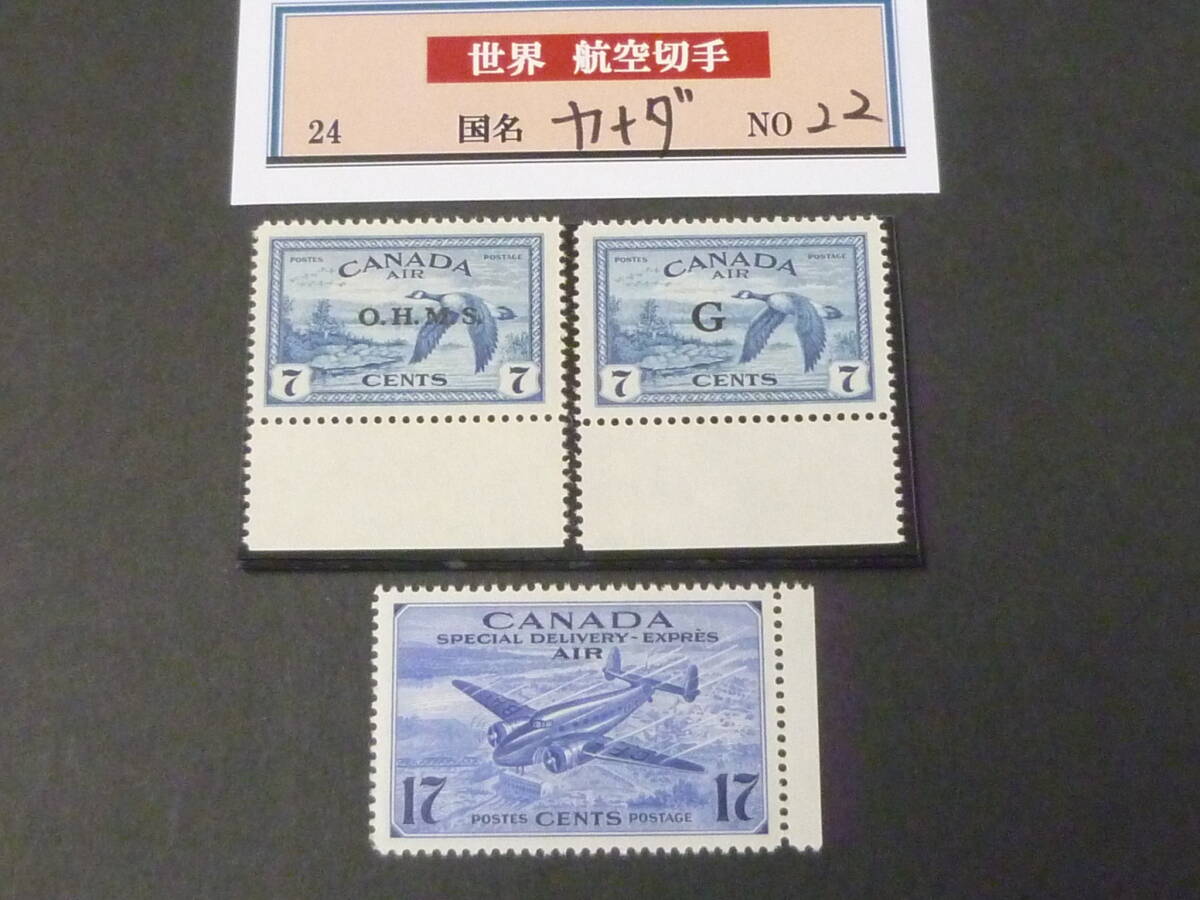 世界 航空切手
24 国名 カナダ NO 22
POSTES POSTAGE
CANADA
AIR
O.H.M.S.
7 CENTS 7
POSTES POSTAGE
CANADA
AIR
G
7 CENTS 7
CANADA
SPECIAL DELIVERY-EXPRÈS
AIR
17 POSTES CENTS POSTAGE 17